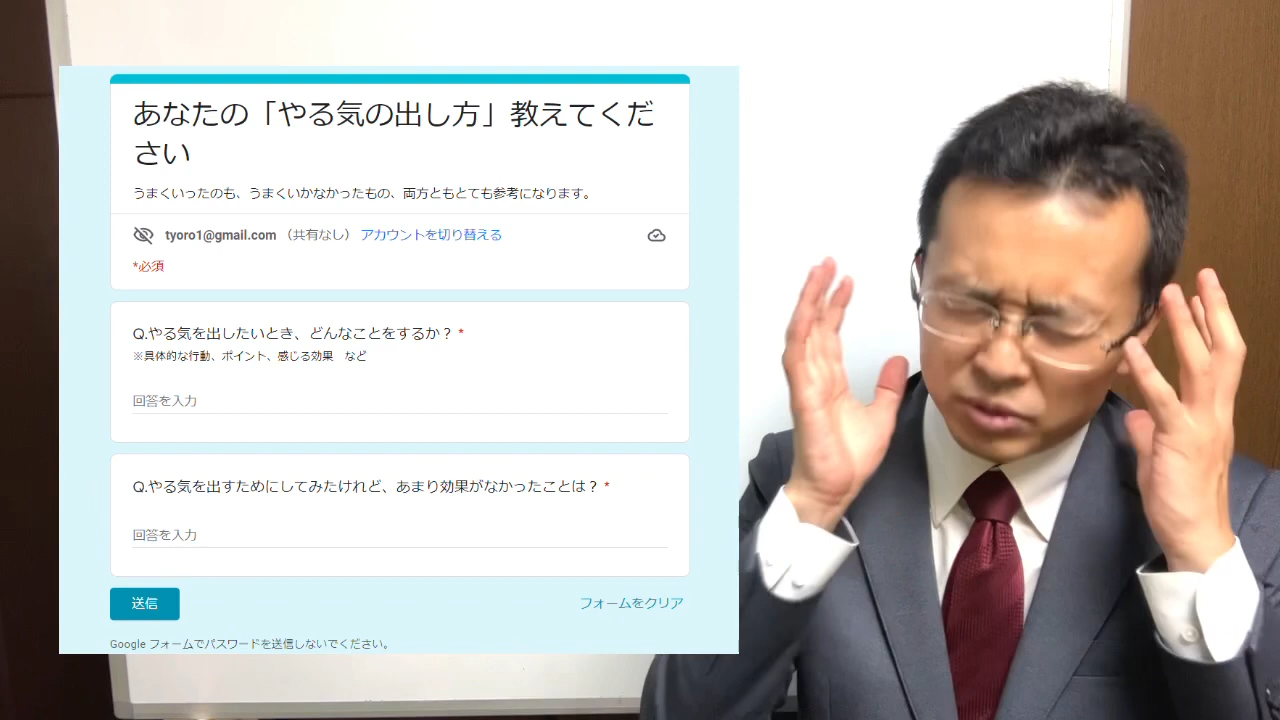 あなたの「やる気の出し方」教えてくだ
さい
うまくいったのも、うまくいかなかったもの、両方ともとても参考になります。
tyoro1@gmail.com （共有なし） アカウントを切り替える
*必須
Q.やる気を出したいとき、どんなことをするか？ *
※具体的な行動、ポイント、感じる効果　など
回答を入力
Q.やる気を出すためにしてみたけれど、あまり効果がなかったことは？ *
回答を入力
送信
フォームをクリア
Google フォームでパスワードを送信しないでください。